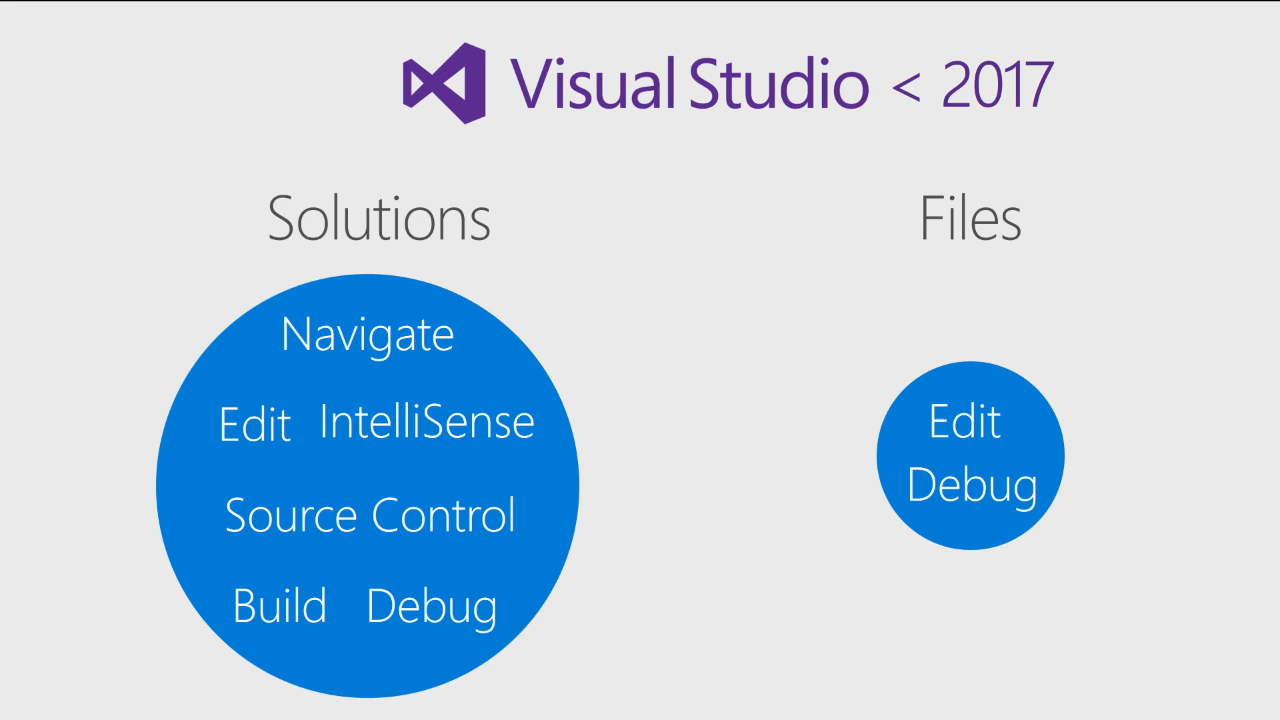 Visual Studio < 2017
Solutions
Files
Navigate
Edit IntelliSense
Source Control
Build Debug
Edit
Debug